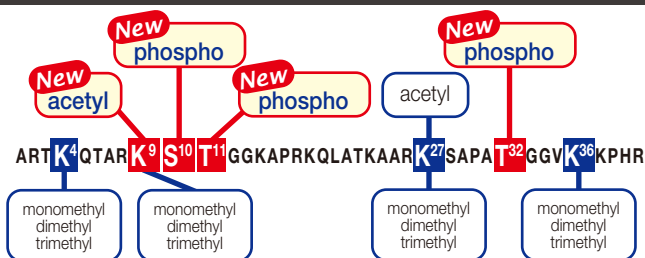 New
phospho
New
phospho
New
acetyl
New
phospho
acetyl
ARTK4QTARK9S10T11GGKAPRKQLATKAARK27SAPAT32GGVK36KPHR
monomethyl
dimethyl
trimethyl
monomethyl
dimethyl
trimethyl
monomethyl
dimethyl
trimethyl
monomethyl
dimethyl
trimethyl